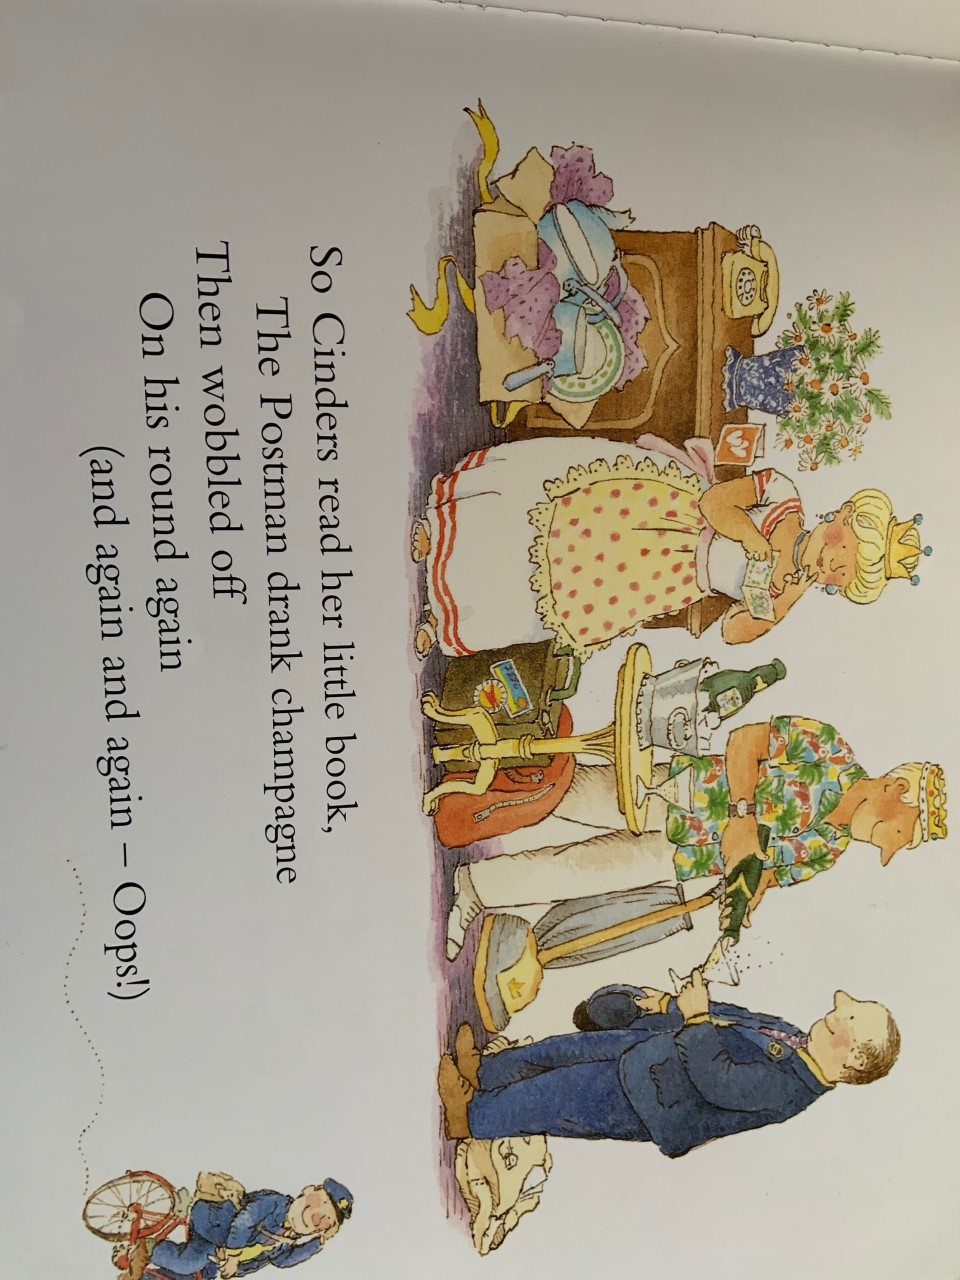 So Cinders read her little book,
The Postman drank champagne
Then wobbled off
On his round again
(and again and again – Oops!)